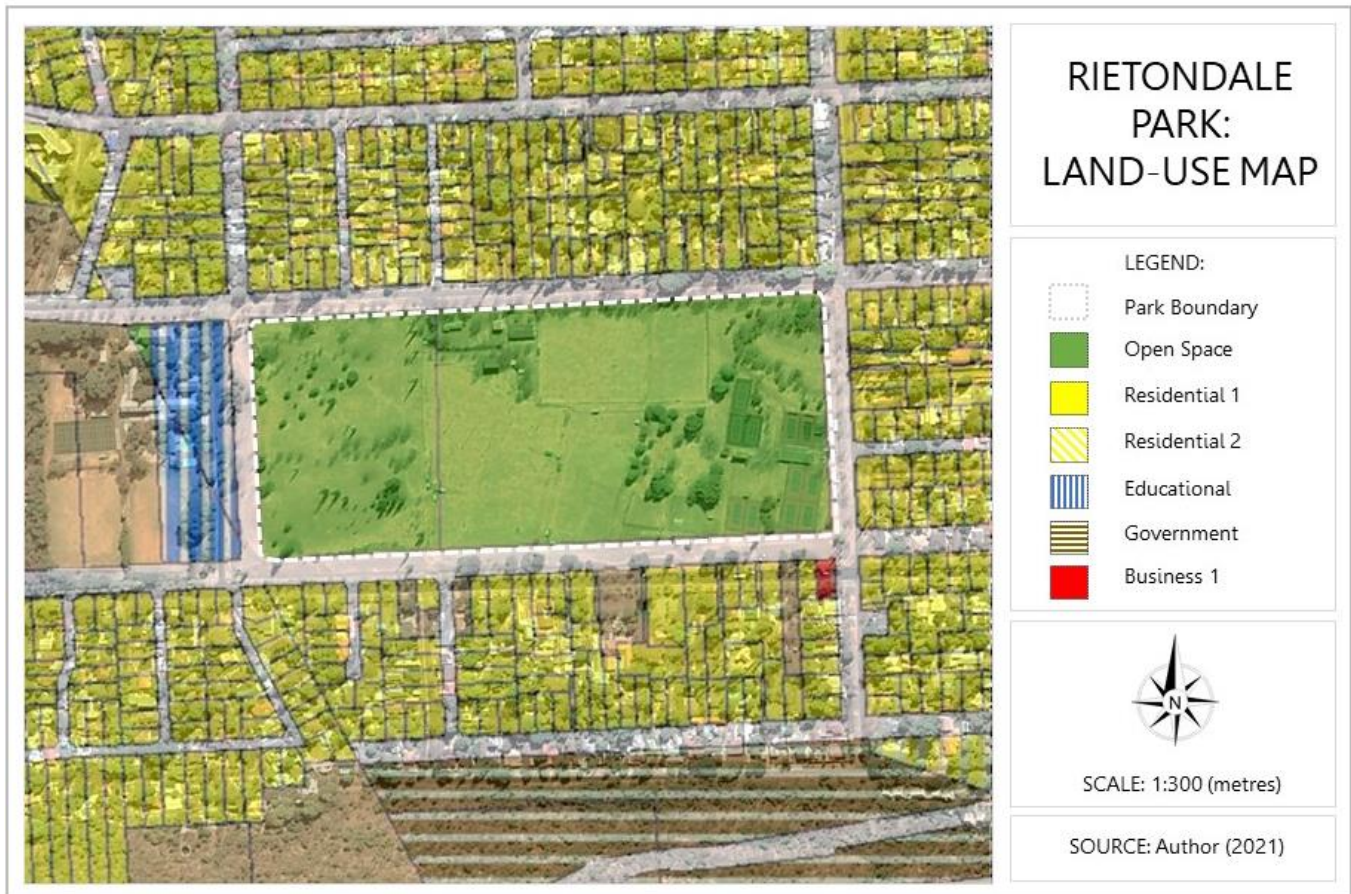 RIETONDALE
PARK:
LAND-USE MAP
LEGEND:
Park Boundary
Open Space
Residential 1
Residential 2
Educational
Government
Business 1
N
SCALE: 1:300 (metres)
SOURCE: Author (2021)